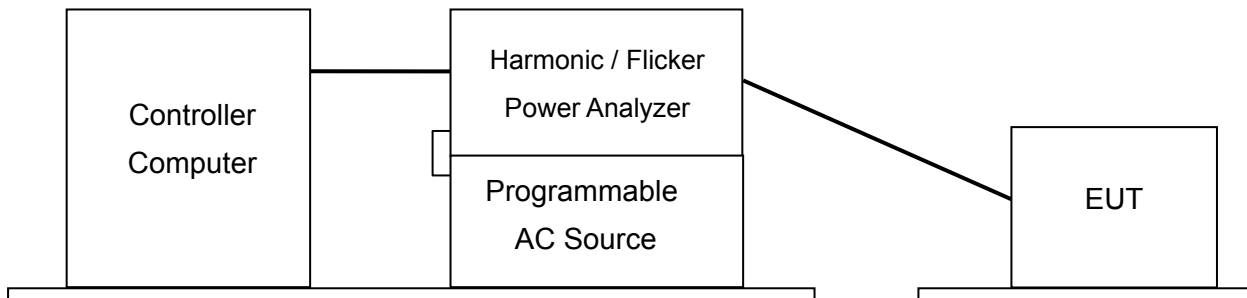 Controller
Computer
Harmonic / Flicker
Power Analyzer
Programmable
AC Source
EUT